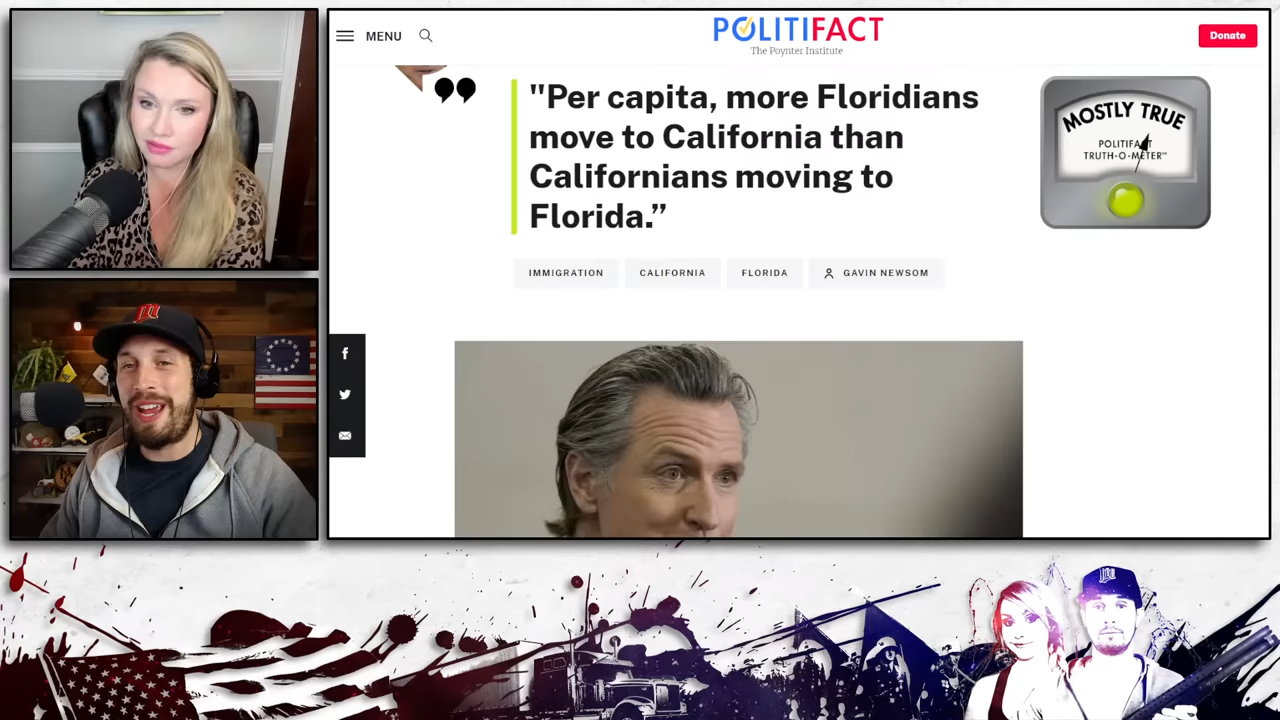 MENU
POLITIFACT
The Poynter Institute
Donate
"Per capita, more Floridians
move to California than
Californians moving to
Florida.”
MOSTLY TRUE
POLITIFACT
TRUTH-O-METER™
IMMIGRATION
CALIFORNIA
FLORIDA
GAVIN NEWSOM